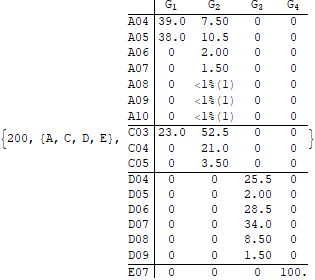 G1 G2 G3 G4
A04 39.0 7.50 0 0
A05 38.0 10.5 0 0
A06 0 2.00 0 0
A07 0 1.50 0 0
A08 0 <1%(1) 0 0
A09 0 <1%(1) 0 0
A10 0 <1%(1) 0 0
{200, {A, C, D, E}, C03 23.0 52.5 0 0 }
C04 0 21.0 0 0
C05 0 3.50 0 0
D04 0 0 25.5 0
D05 0 0 2.00 0
D06 0 0 28.5 0
D07 0 0 34.0 0
D08 0 0 8.50 0
D09 0 0 1.50 0
E07 0 0 0 100.